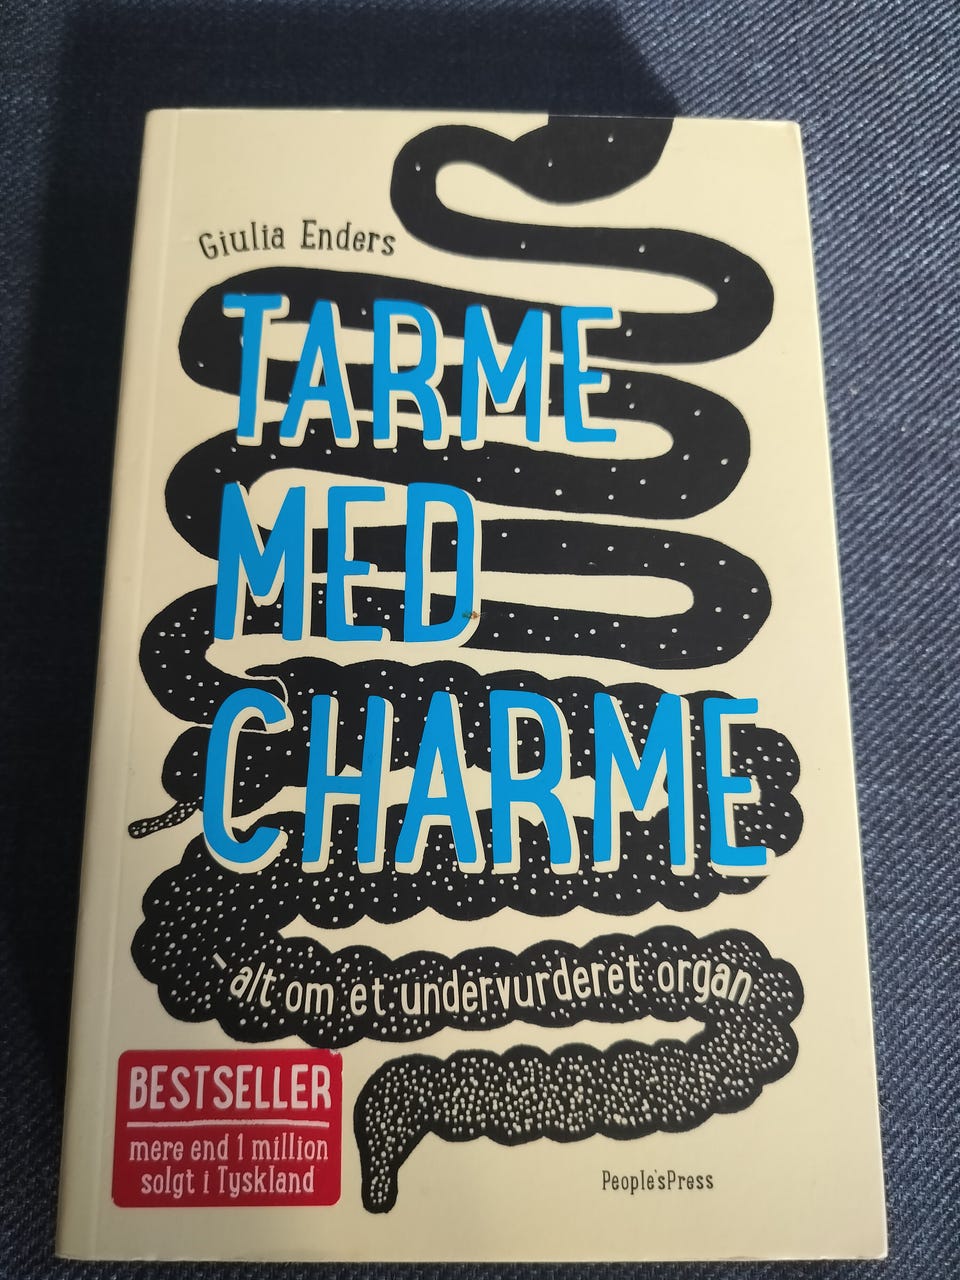 Giulia Enders
TARME
MED
CHARME
- alt om et undervurderet organ
BESTSELLER
mere end 1 million
solgt i Tyskland
People'sPress